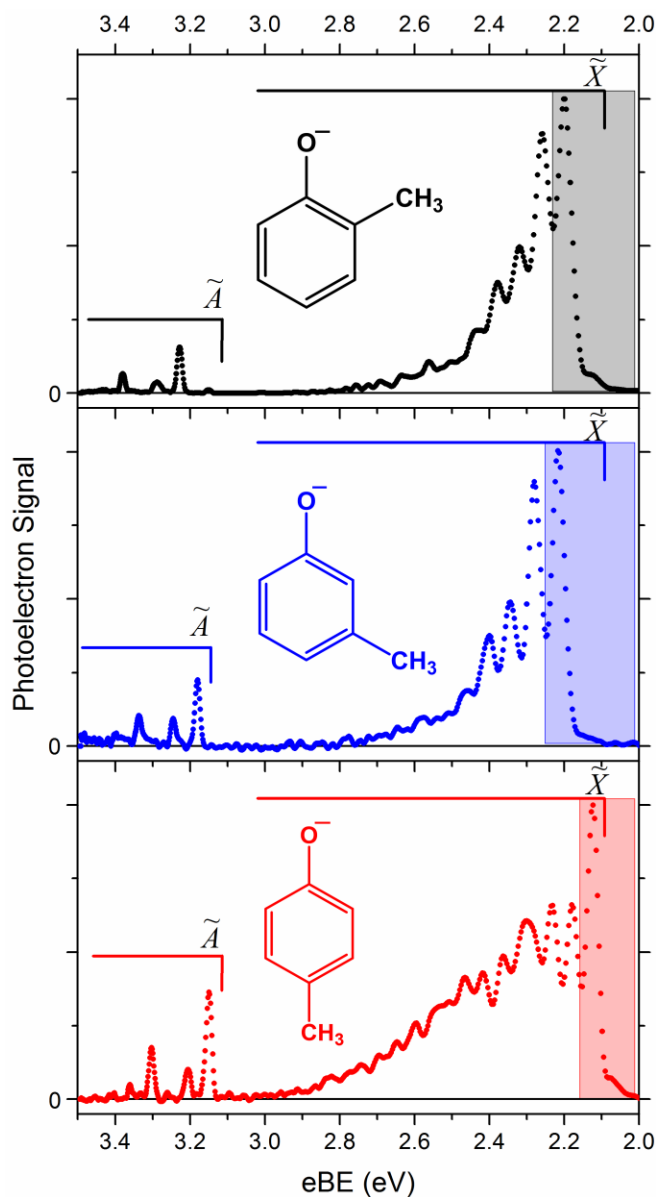 3.4 3.2 3.0 2.8 2.6 2.4 2.2 2.0
X̃
O⁻
CH₃
Ã
0
X̃
O⁻
CH₃
Ã
0
X̃
O⁻
CH₃
Ã
0
Photoelectron Signal
3.4 3.2 3.0 2.8 2.6 2.4 2.2 2.0
eBE (eV)